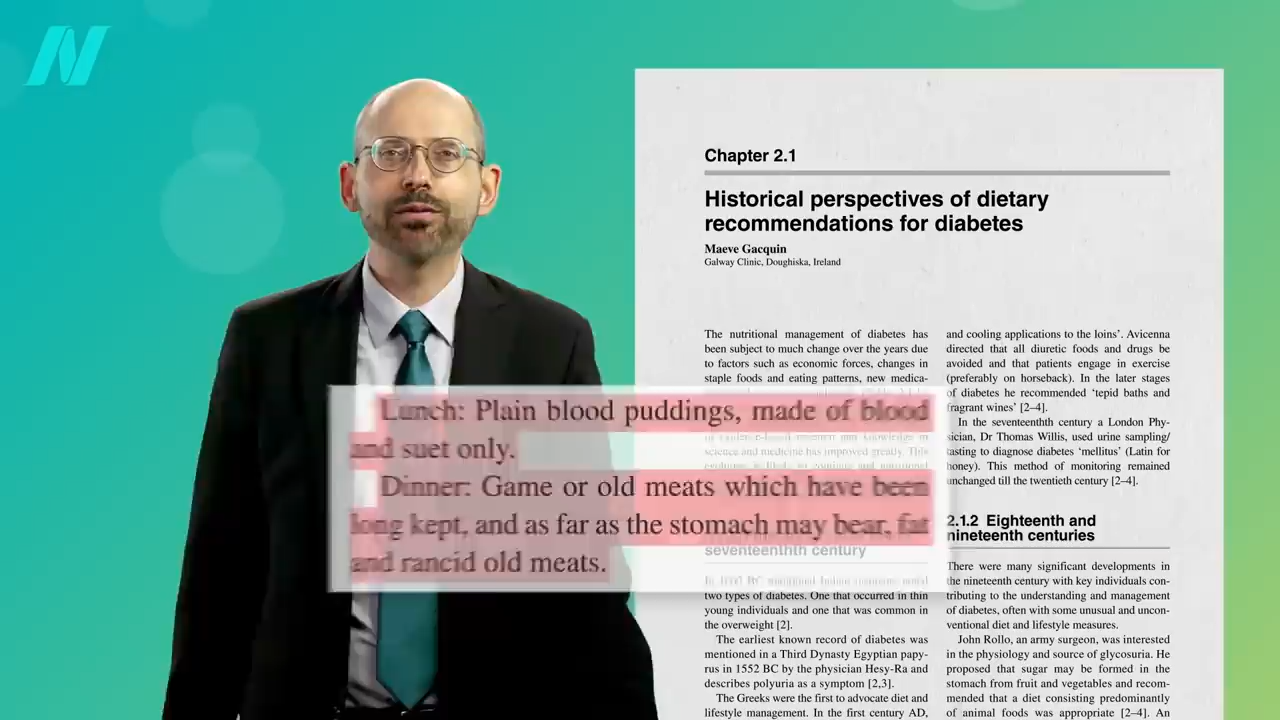 N
Chapter 2.1
Historical perspectives of dietary
recommendations for diabetes
Maeve Gacquin
Galway Clinic, Doughiska, Ireland
The nutritional management of diabetes has
been subject to much change over the years due
to factors such as economic forces, changes in
staple foods and eating patterns, new medica-
Lunch: Plain blood puddings, made of blood
and suet only.
Dinner: Game or old meats which have been
long kept, and as far as the stomach may bear, fat
and rancid old meats.
science and medicine has improved greatly. This
seventeenthth century
two types of diabetes. One that occurred in thin
young individuals and one that was common in
the overweight [2].
The earliest known record of diabetes was
mentioned in a Third Dynasty Egyptian papy-
rus in 1552 BC by the physician Hesy-Ra and
describes polyuria as a symptom [2,3].
The Greeks were the first to advocate diet and
lifestyle management. In the first century AD,
and cooling applications to the loins’. Avicenna
directed that all diuretic foods and drugs be
avoided and that patients engage in exercise
(preferably on horseback). In the later stages
of diabetes he recommended ‘tepid baths and
fragrant wines’ [2–4].
In the seventeenthth century a London Phy-
sician, Dr Thomas Willis, used urine sampling/
tasting to diagnose diabetes ‘mellitus’ (Latin for
honey). This method of monitoring remained
unchanged till the twentieth century [2–4].
2.1.2 Eighteenth and
nineteenth centuries
There were many significant developments in
the nineteenth century with key individuals con-
tributing to the understanding and management
of diabetes, often with some unusual and uncon-
ventional diet and lifestyle measures.
John Rollo, an army surgeon, was interested
in the physiology and source of glycosuria. He
proposed that sugar may be formed in the
stomach from fruit and vegetables and recom-
mended that a diet consisting predominantly
of animal foods was appropriate [2–4]. An